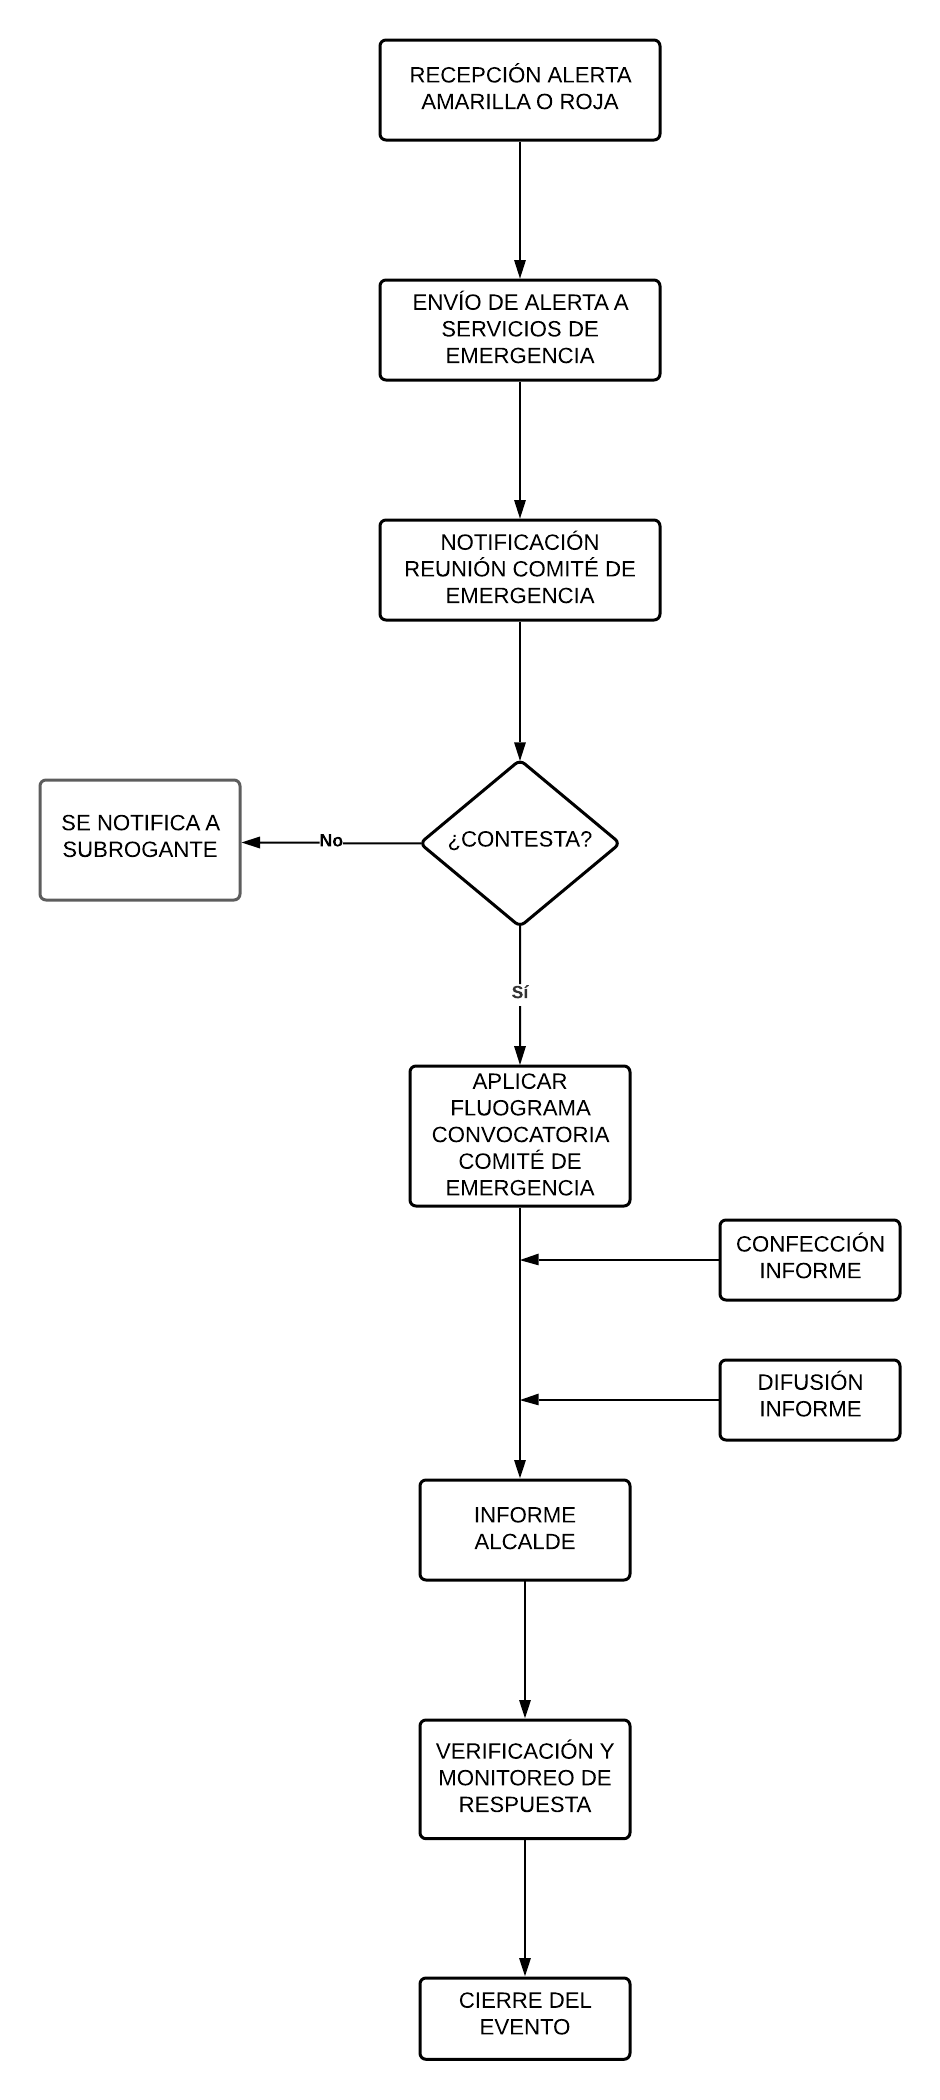 RECEPCIÓN ALERTA
AMARILLA O ROJA
ENVÍO DE ALERTA A
SERVICIOS DE
EMERGENCIA
NOTIFICACIÓN
REUNIÓN COMITÉ DE
EMERGENCIA
¿CONTESTA?
No
SE NOTIFICA A
SUBROGANTE
Sí
APLICAR
FLUOGRAMA
CONVOCATORIA
COMITÉ DE
EMERGENCIA
CONFECCIÓN
INFORME
DIFUSIÓN
INFORME
INFORME
ALCALDE
VERIFICACIÓN Y
MONITOREO DE
RESPUESTA
CIERRE DEL
EVENTO